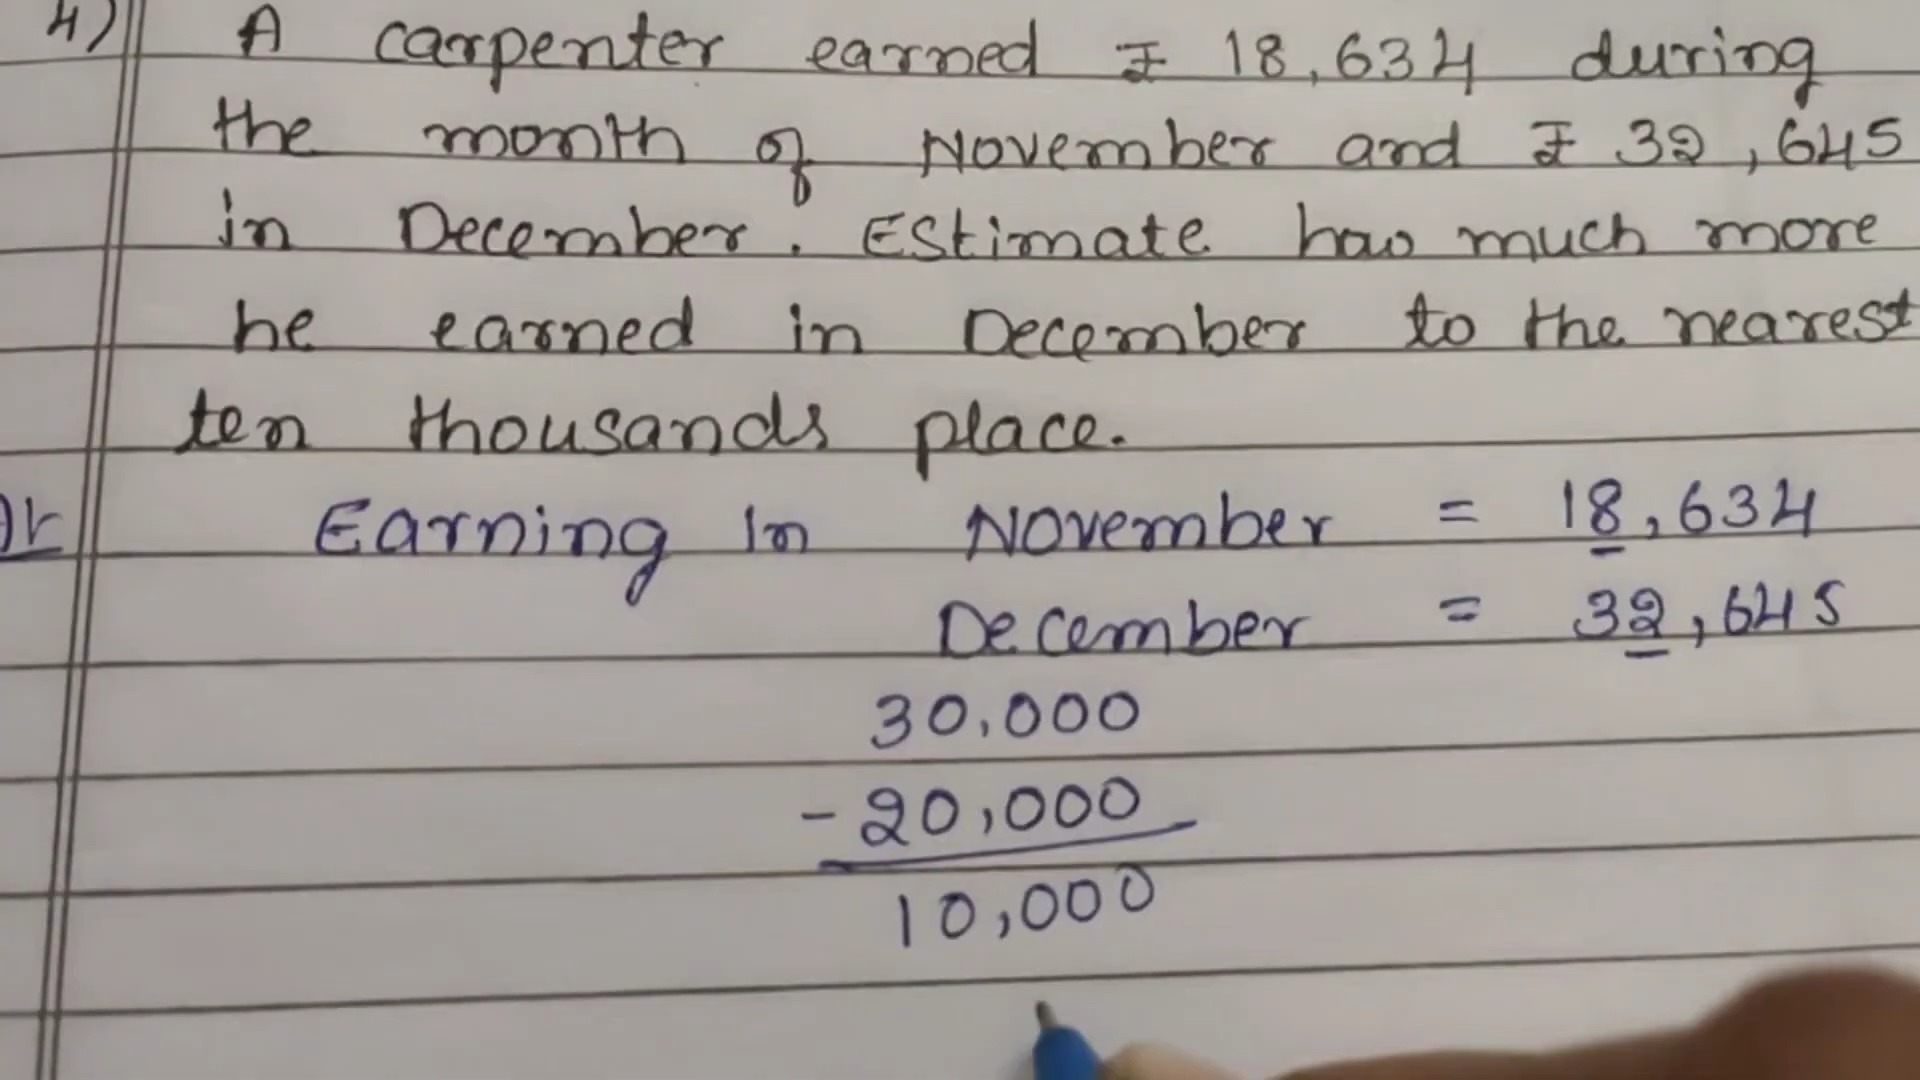 4) A carpenter earned ₹ 18,634 during
the month of November and ₹ 32,645
in December. Estimate how much more
he earned in December to the nearest
ten thousands place.
Earning In November = 18,634
December = 32,645
30,000
- 20,000
10,000